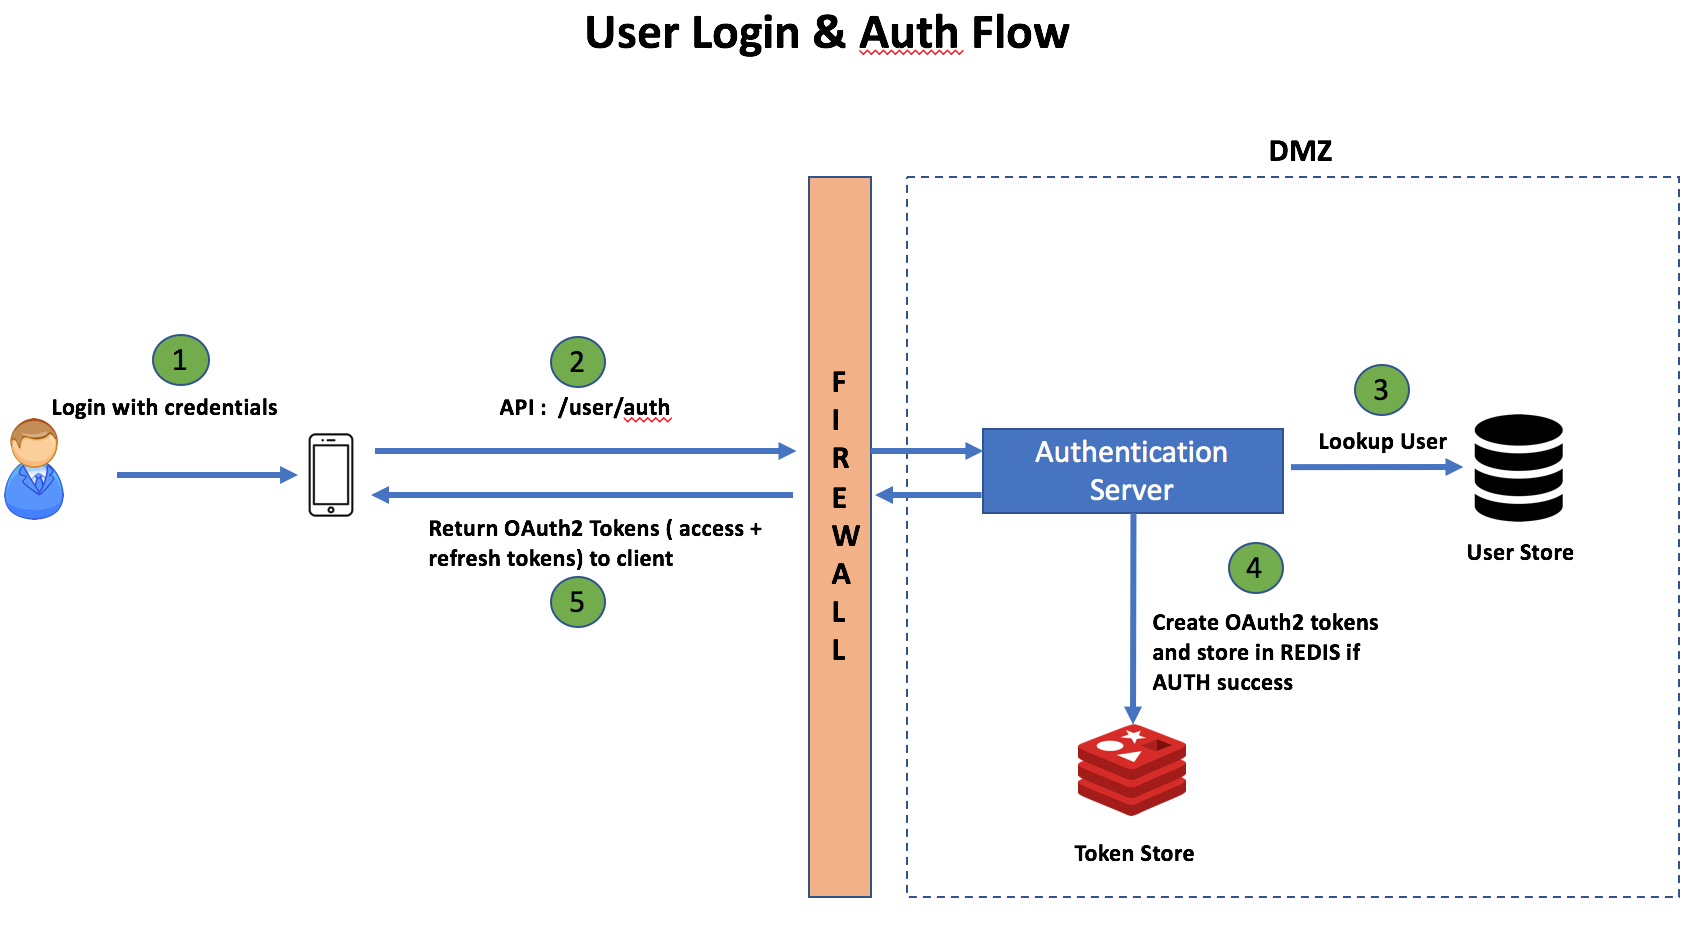 User Login & Auth Flow
DMZ
1
Login with credentials
2
API :  /user/auth
Return OAuth2 Tokens ( access +
refresh tokens) to client
5
F
I
R
E
W
A
L
L
Authentication
Server
3
Lookup User
User Store
4
Create OAuth2 tokens
and store in REDIS if
AUTH success
Token Store